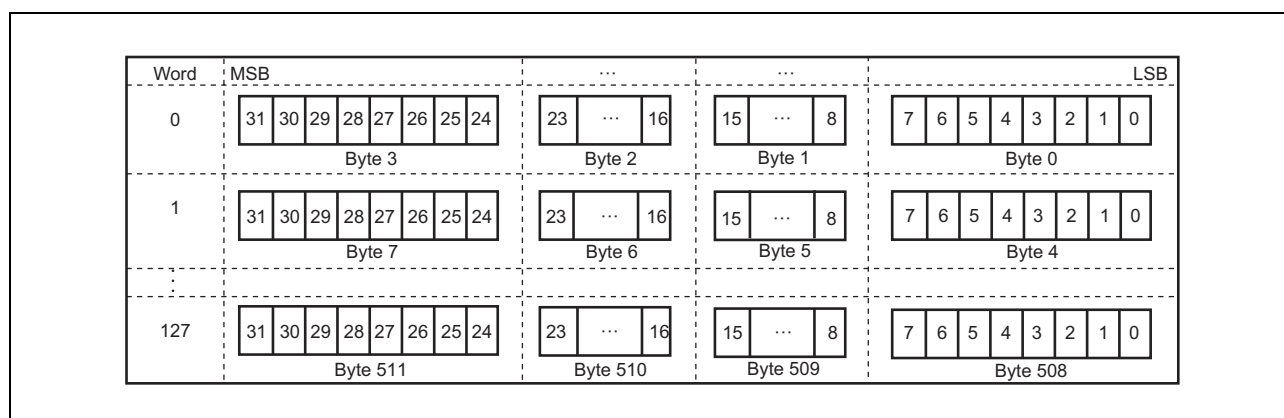 Word MSB ··· ··· LSB
0 31 30 29 28 27 26 25 24 23 ··· 16 15 ··· 8 7 6 5 4 3 2 1 0
Byte 3 Byte 2 Byte 1 Byte 0
1 31 30 29 28 27 26 25 24 23 ··· 16 15 ··· 8 7 6 5 4 3 2 1 0
Byte 7 Byte 6 Byte 5 Byte 4
⋮
127 31 30 29 28 27 26 25 24 23 ··· 16 15 ··· 8 7 6 5 4 3 2 1 0
Byte 511 Byte 510 Byte 509 Byte 508